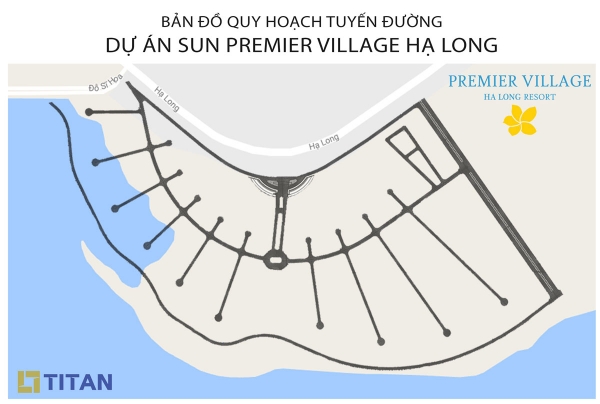 BẢN ĐỒ QUY HOẠCH TUYẾN ĐƯỜNG
DỰ ÁN SUN PREMIER VILLAGE HẠ LONG
Đồ Sĩ Họa
Hạ Long
Hạ Long
PREMIER VILLAGE
HA LONG RESORT
TITAN